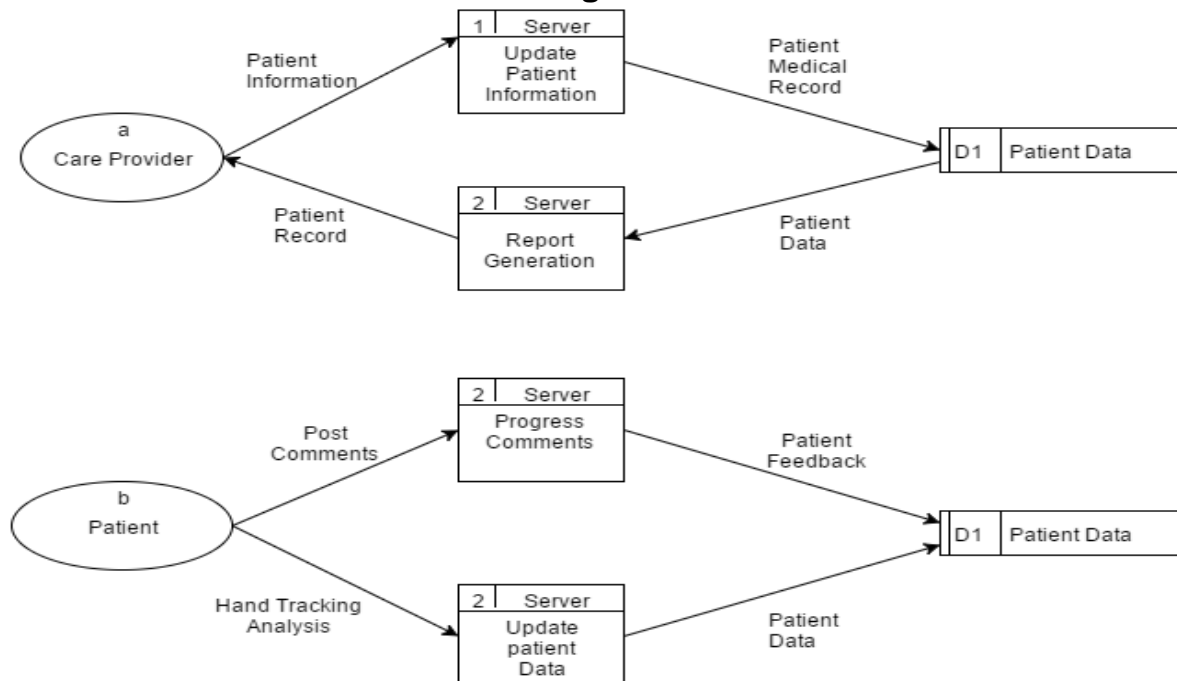 1 Server
Update
Patient
Information
Patient
Information
Patient
Medical
Record
a
Care Provider
D1 Patient Data
2 Server
Report
Generation
Patient
Record
Patient
Data
2 Server
Progress
Comments
Post
Comments
Patient
Feedback
b
Patient
D1 Patient Data
Hand Tracking
Analysis
2 Server
Update
patient
Data
Patient
Data